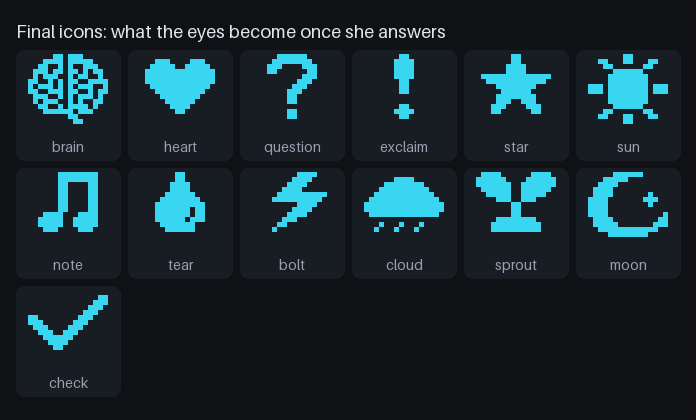 Final icons: what the eyes become once she answers
brain heart question exclaim star sun
note tear bolt cloud sprout moon
check